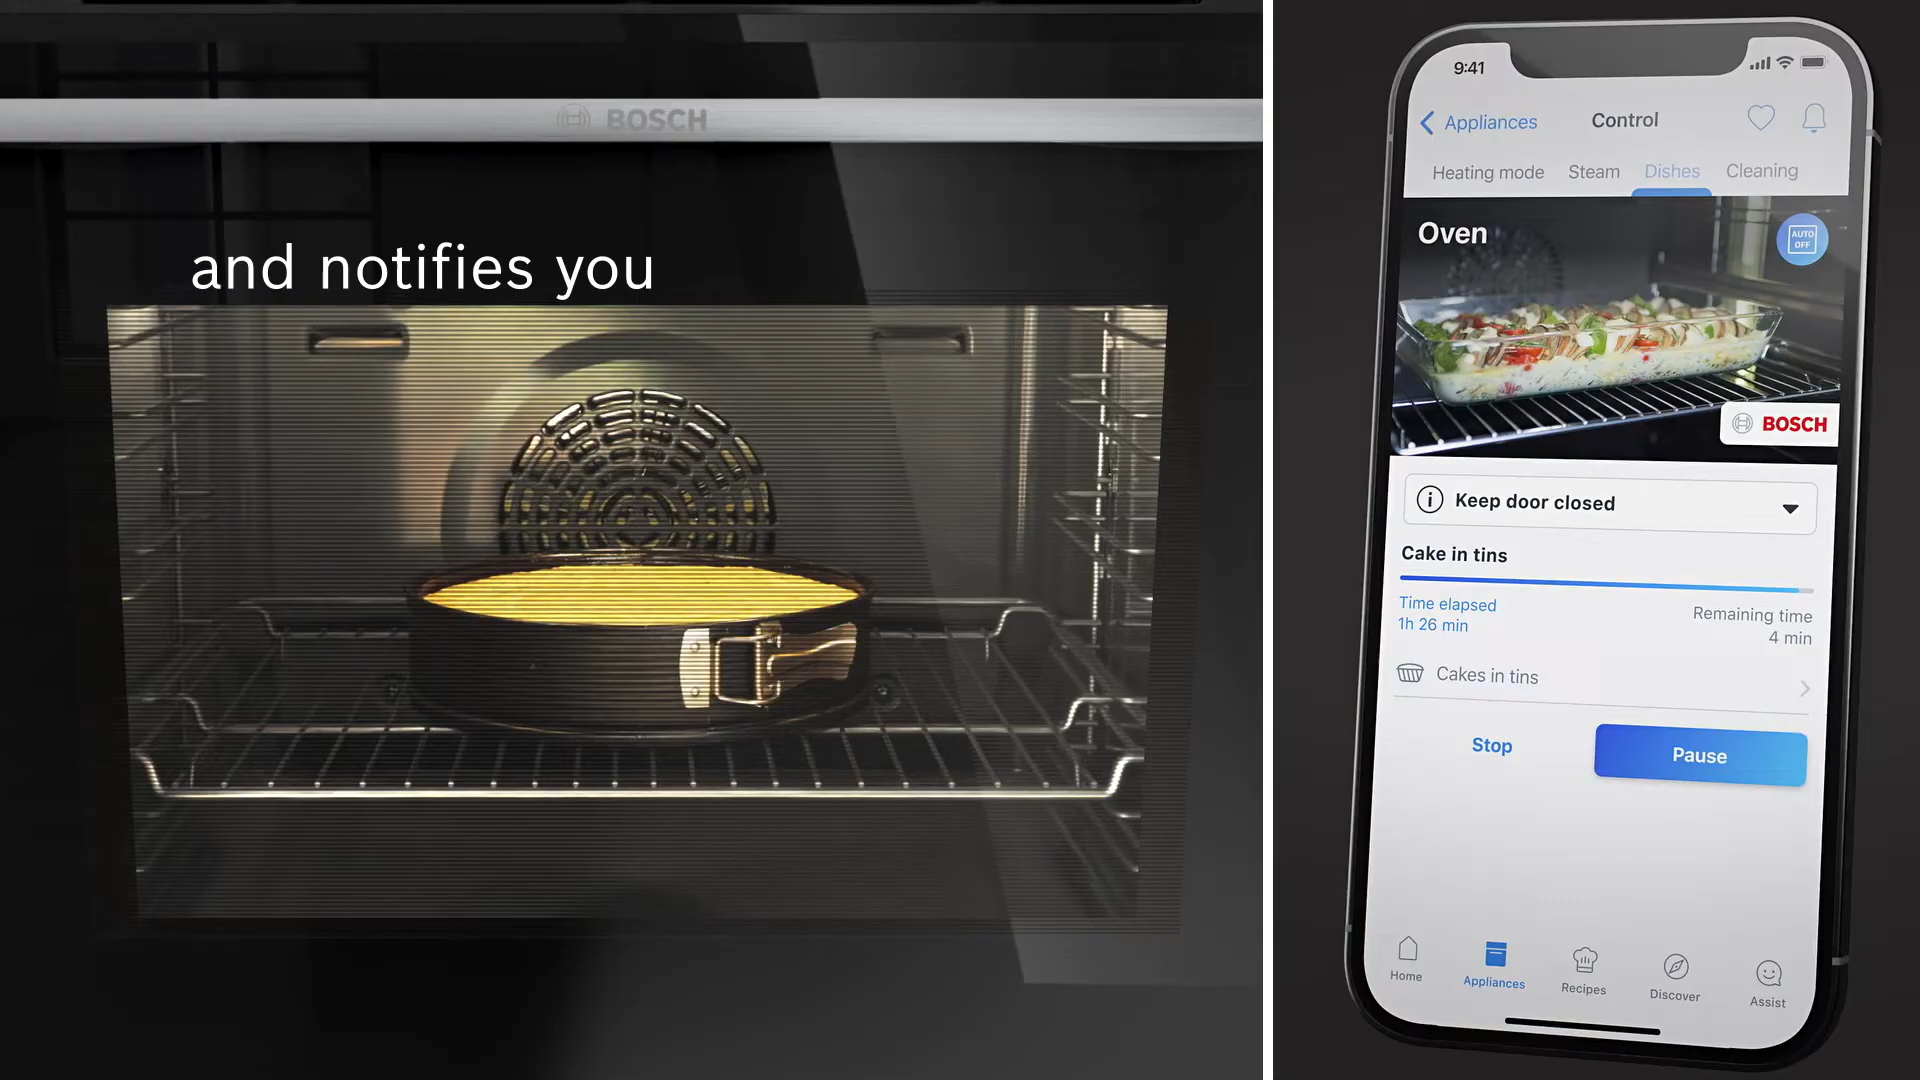 BOSCH
and notifies you
9:41
Appliances
Control
Heating mode
Steam
Dishes
Cleaning
Oven
AUTO
OFF
BOSCH
Keep door closed
Cake in tins
Time elapsed
1h 26 min
Remaining time
4 min
Cakes in tins
Stop
Pause
Home
Appliances
Recipes
Discover
Assist